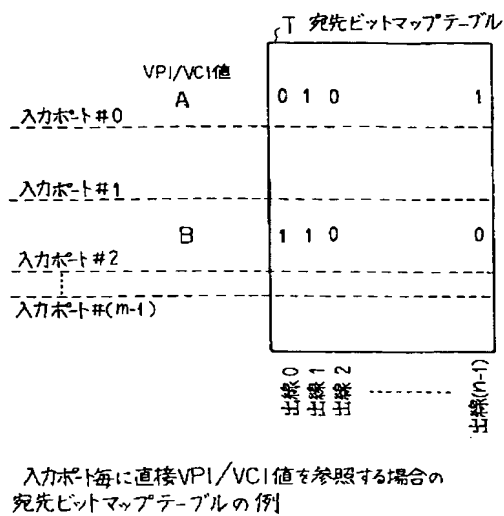 T 宛先ビットマップテーブル
VPI/VCI値
A 0 1 0 1
入力ポート#0
入力ポート#1
B 1 1 0 0
入力ポート#2
入力ポート#(m-1)
出線0
出線1
出線2
出線(n-1)
入力ポート毎に直接VPI/VCI値を参照する場合の
宛先ビットマップテーブルの例